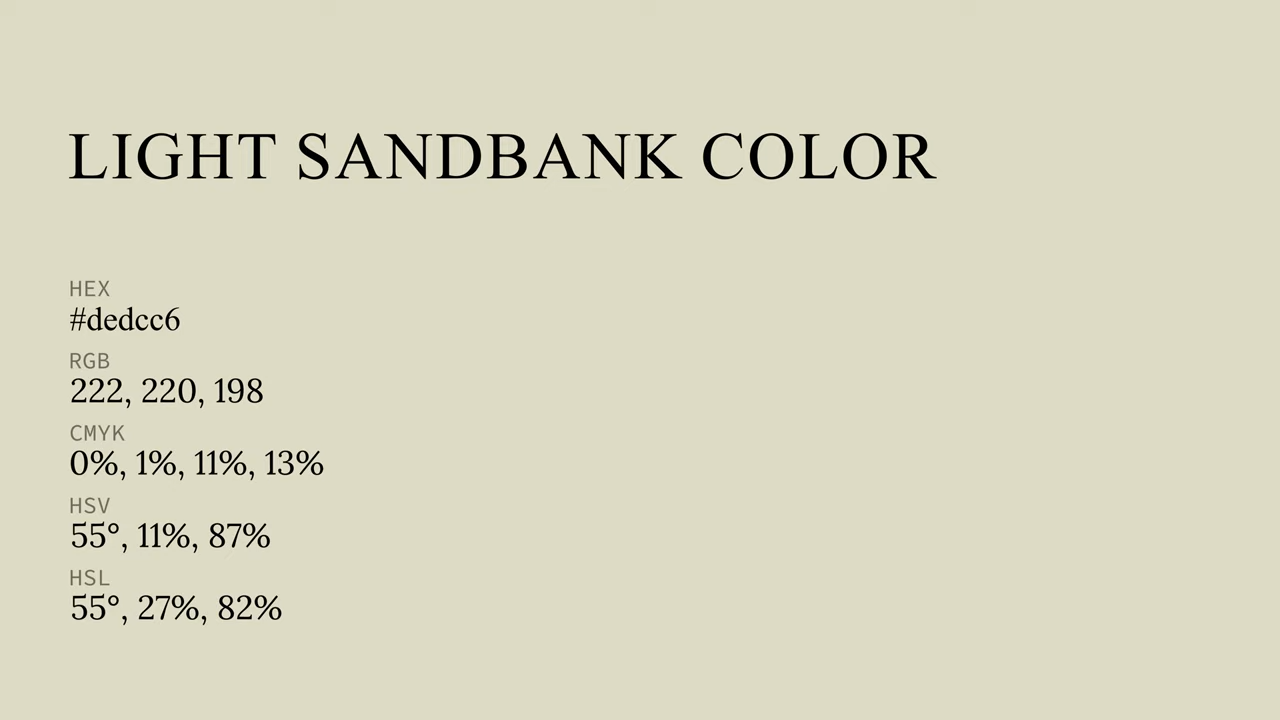 LIGHT SANDBANK COLOR
HEX
#dedcc6
RGB
222, 220, 198
CMYK
0%, 1%, 11%, 13%
HSV
55°, 11%, 87%
HSL
55°, 27%, 82%